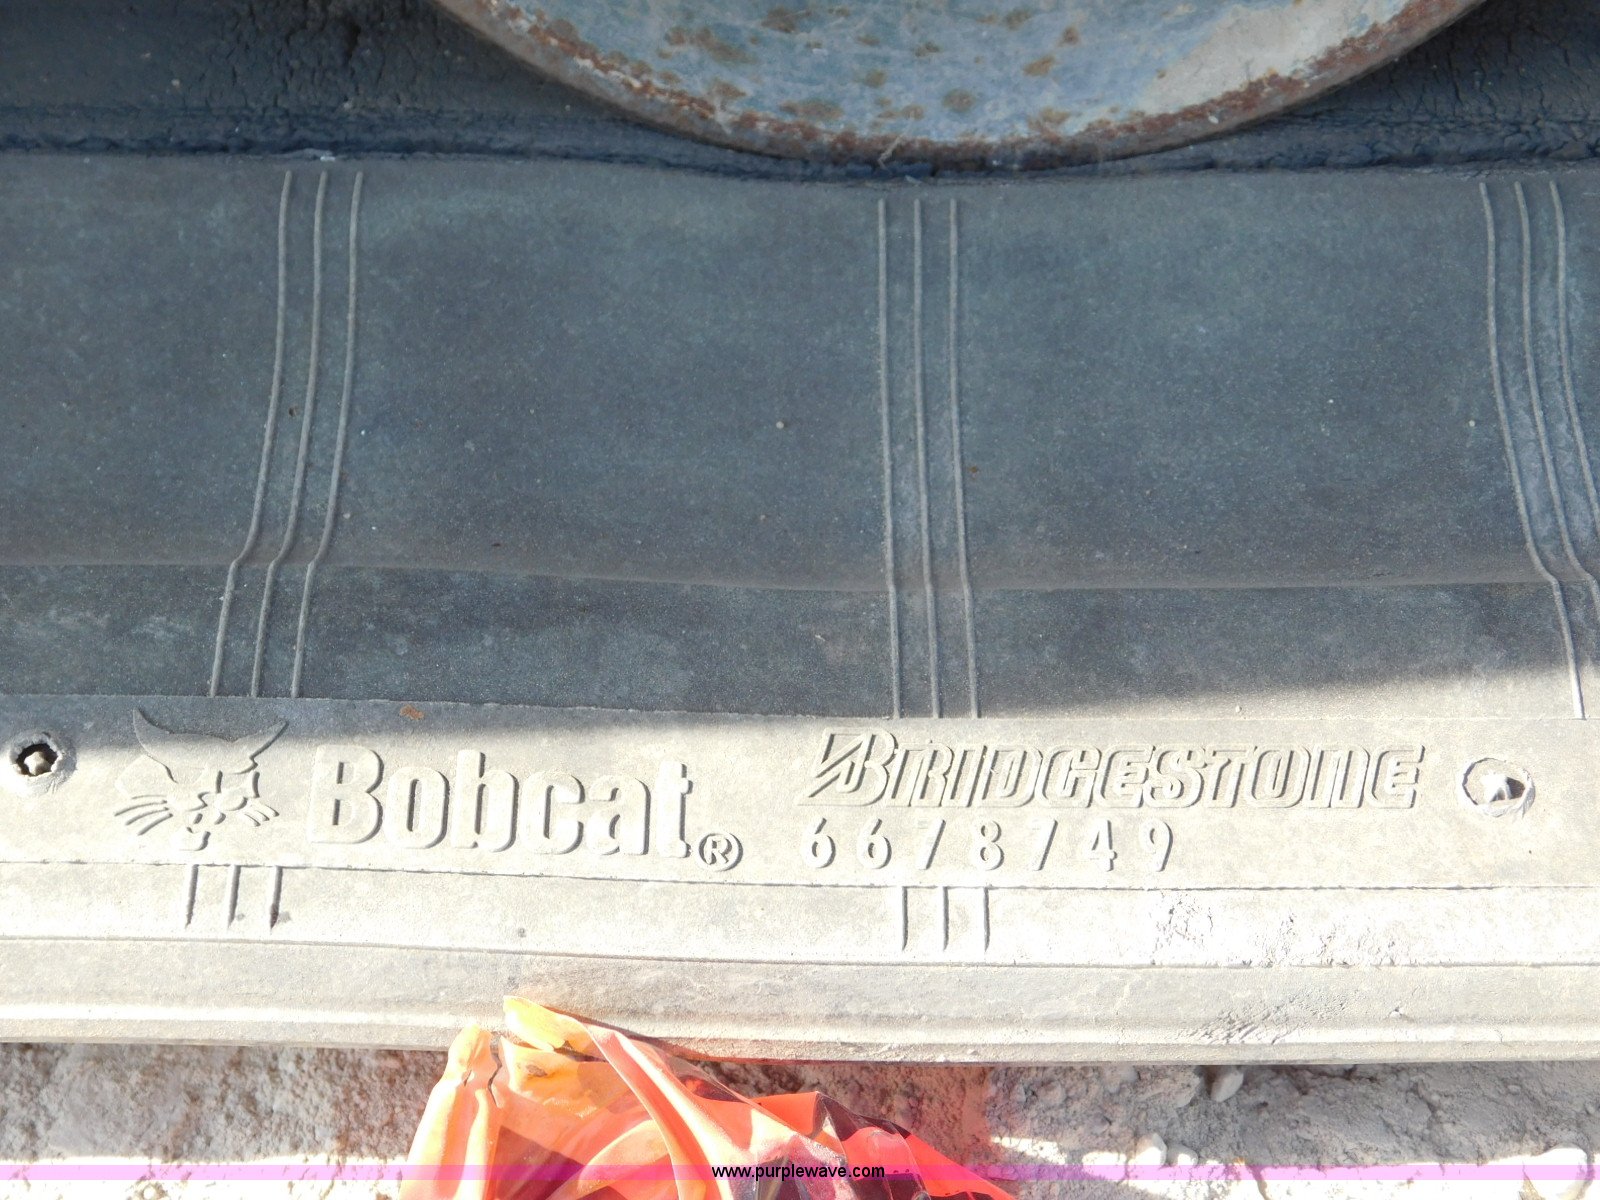 Bobcat®
BRIDGESTONE
6678749
www.purplewave.com